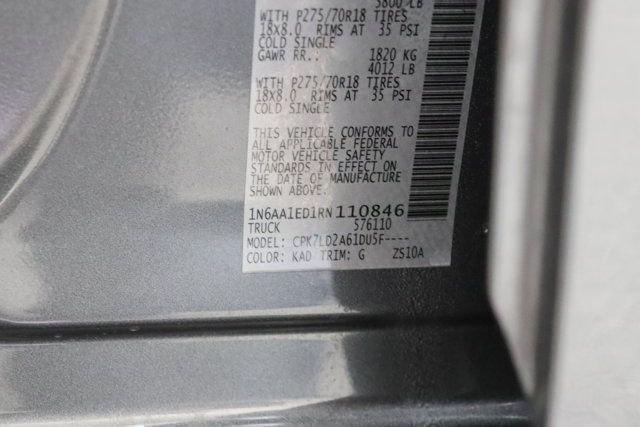 3800 LB
WITH P275/70R18 TIRES
18X8.0 RIMS AT 35 PSI
COLD SINGLE
GAWR RR.: 1820 KG
4012 LB
WITH P275/70R18 TIRES
18X8.0 RIMS AT 35 PSI
COLD SINGLE
THIS VEHICLE CONFORMS TO
ALL APPLICABLE FEDERAL
MOTOR VEHICLE SAFETY
STANDARDS IN EFFECT ON
THE DATE OF MANUFACTURE
SHOWN ABOVE.
1N6AA1ED1RN110846
TRUCK 576110
MODEL: CPK7LD2A61DU5F----
COLOR: KAD TRIM: G ZS10A